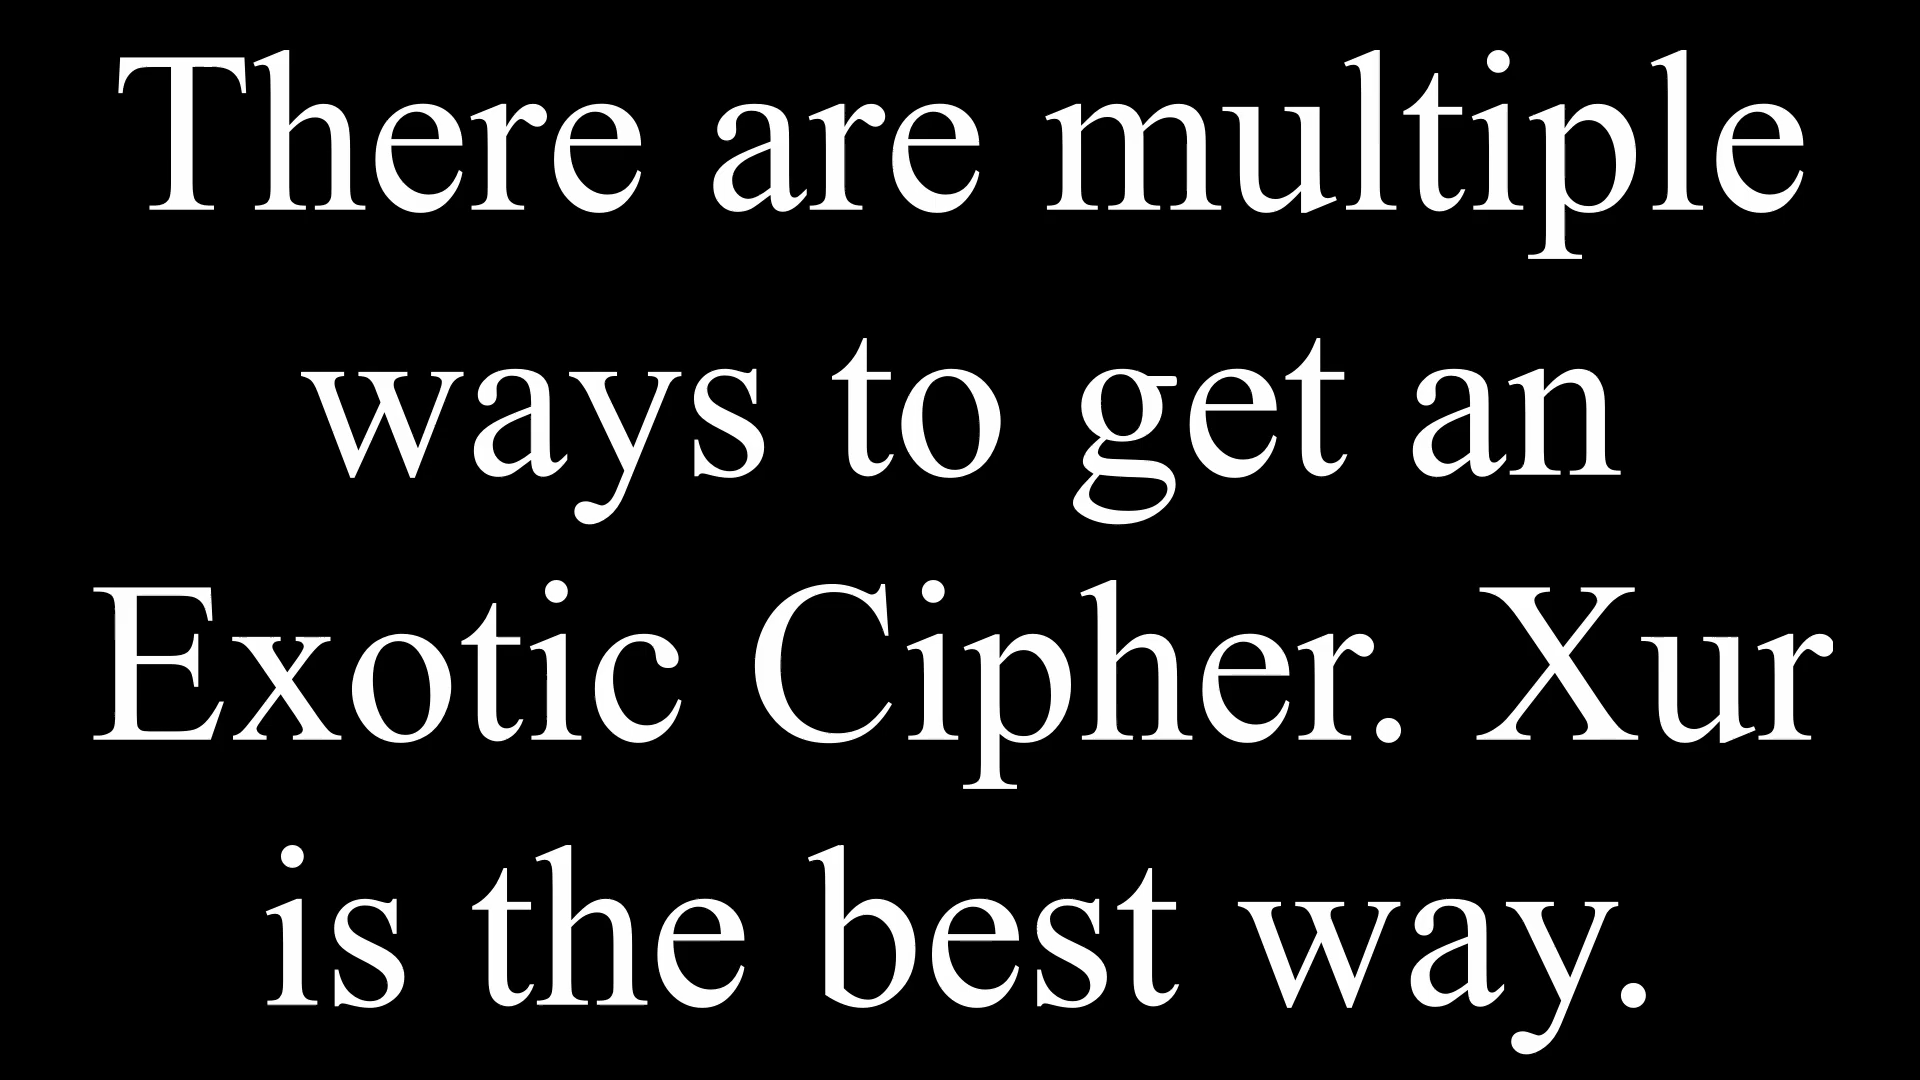 There are multiple
ways to get an
Exotic Cipher. Xur
is the best way.